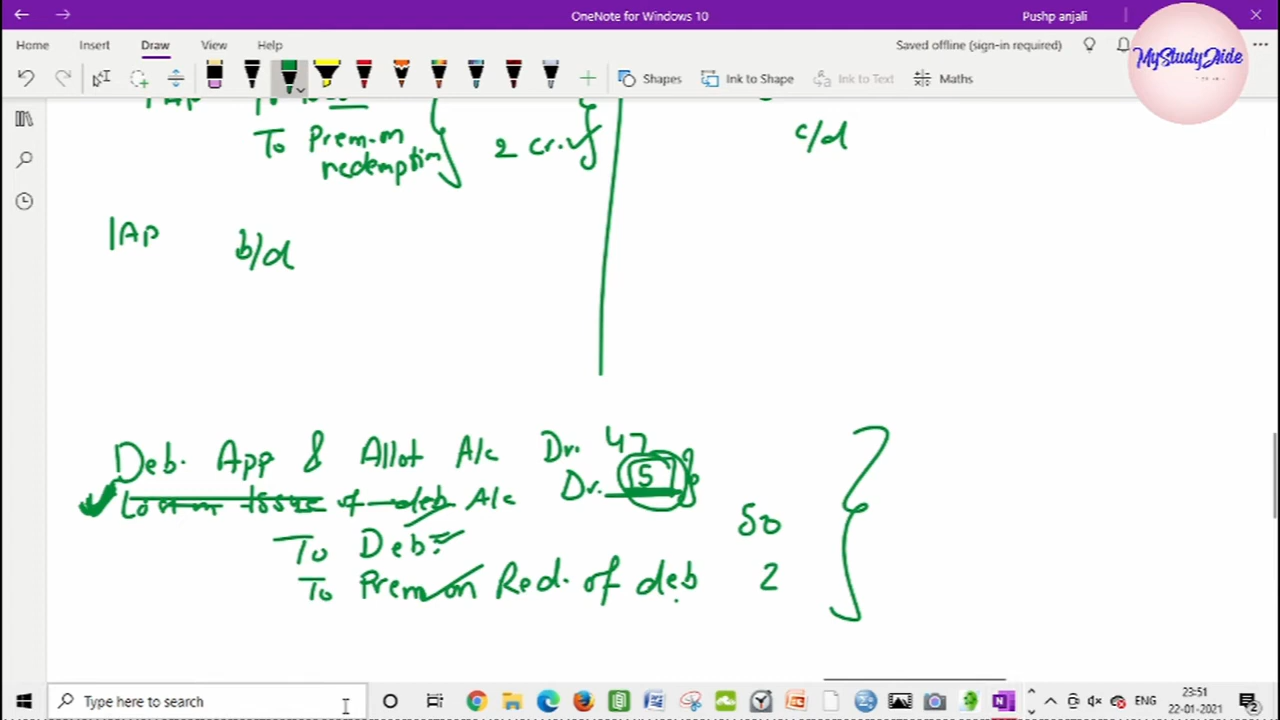 OneNote for Windows 10
Pushp anjali
Home Insert Draw View Help
Saved offline (sign-in required)
MyStudyAide
Shapes Ink to Shape Ink to Text Maths
To
To Prem. on redemption
2 cr.
c/d
IAP b/d
Deb. App & Allot A/c Dr. 47
Loss on Issue of deb A/c Dr. 5
To Deb. 50
To Prem on Red. of deb 2
Type here to search
ENG
23:51
22-01-2021
2